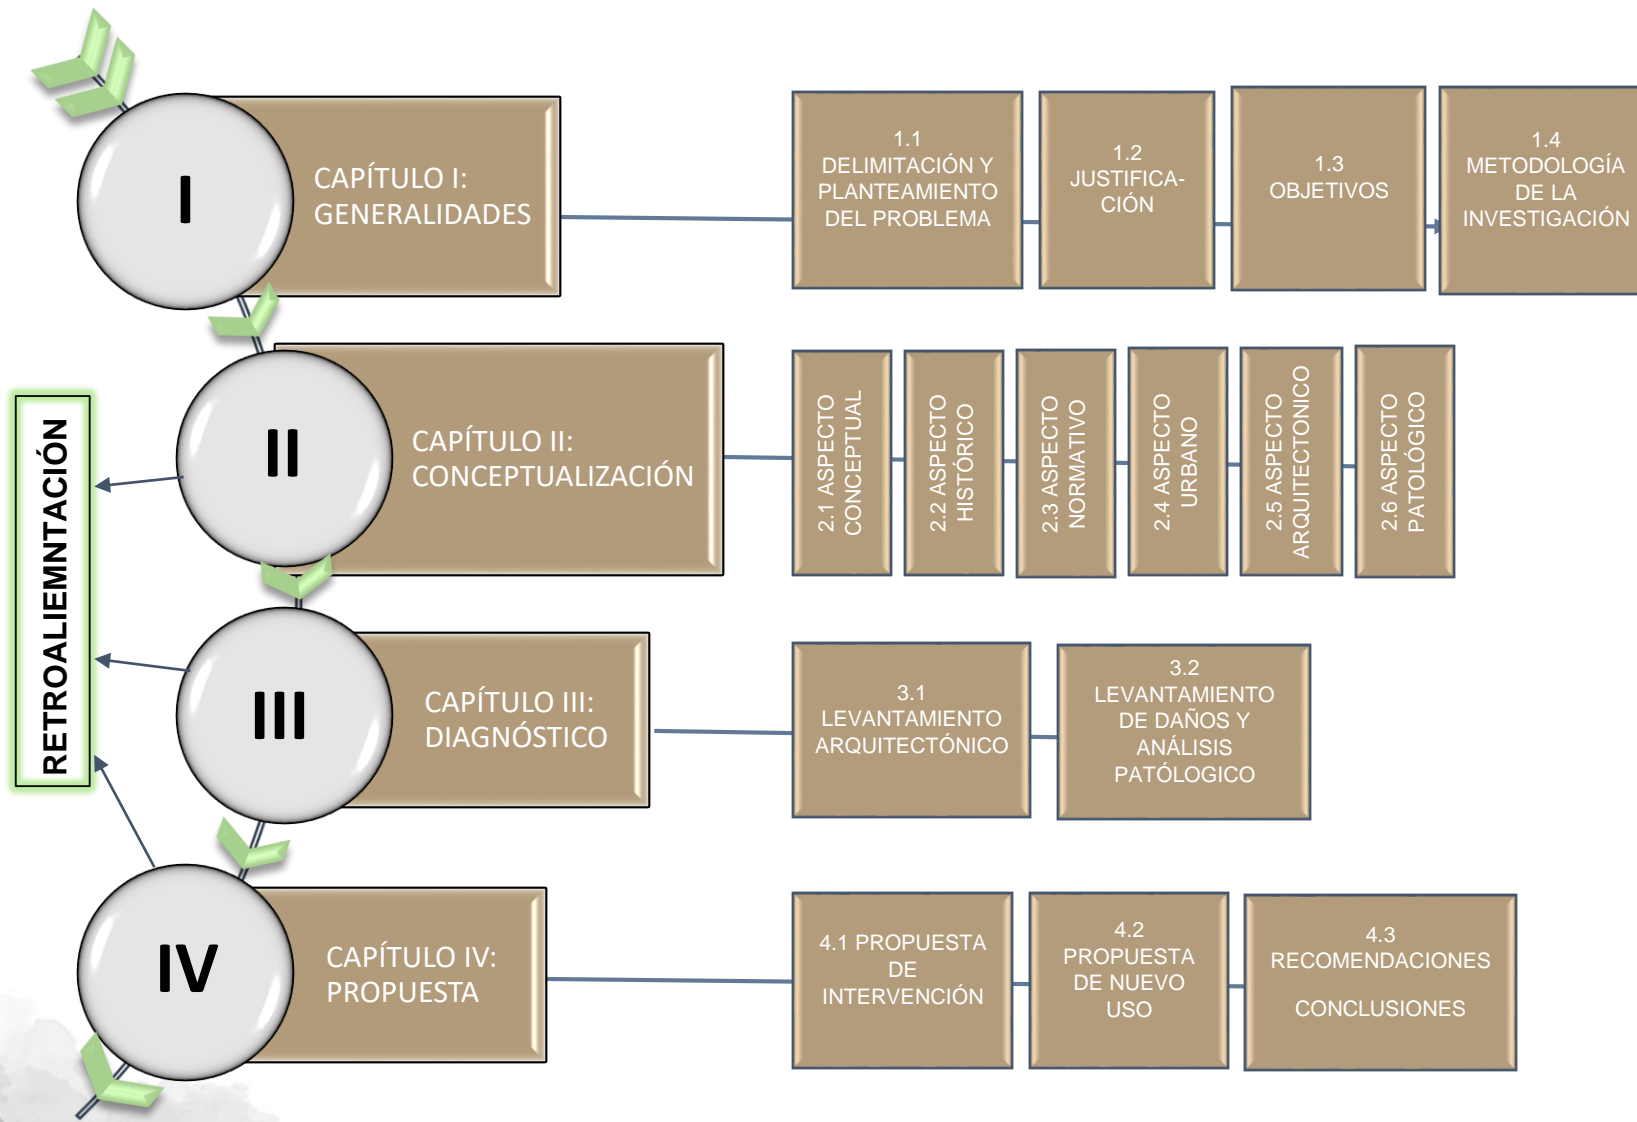 I
CAPÍTULO I:
GENERALIDADES
1.1
DELIMITACIÓN Y
PLANTEAMIENTO
DEL PROBLEMA
1.2
JUSTIFICA-
CIÓN
1.3
OBJETIVOS
1.4
METODOLOGÍA
DE LA
INVESTIGACIÓN
RETROALIEMNTACIÓN
II
CAPÍTULO II:
CONCEPTUALIZACIÓN
2.1 ASPECTO
CONCEPTUAL
2.2 ASPECTO
HISTÓRICO
2.3 ASPECTO
NORMATIVO
2.4 ASPECTO
URBANO
2.5 ASPECTO
ARQUITECTONICO
2.6 ASPECTO
PATOLÓGICO
III
CAPÍTULO III:
DIAGNÓSTICO
3.1
LEVANTAMIENTO
ARQUITECTÓNICO
3.2
LEVANTAMIENTO
DE DAÑOS Y
ANÁLISIS
PATÓLOGICO
IV
CAPÍTULO IV:
PROPUESTA
4.1 PROPUESTA
DE
INTERVENCIÓN
4.2
PROPUESTA
DE NUEVO
USO
4.3
RECOMENDACIONES
CONCLUSIONES